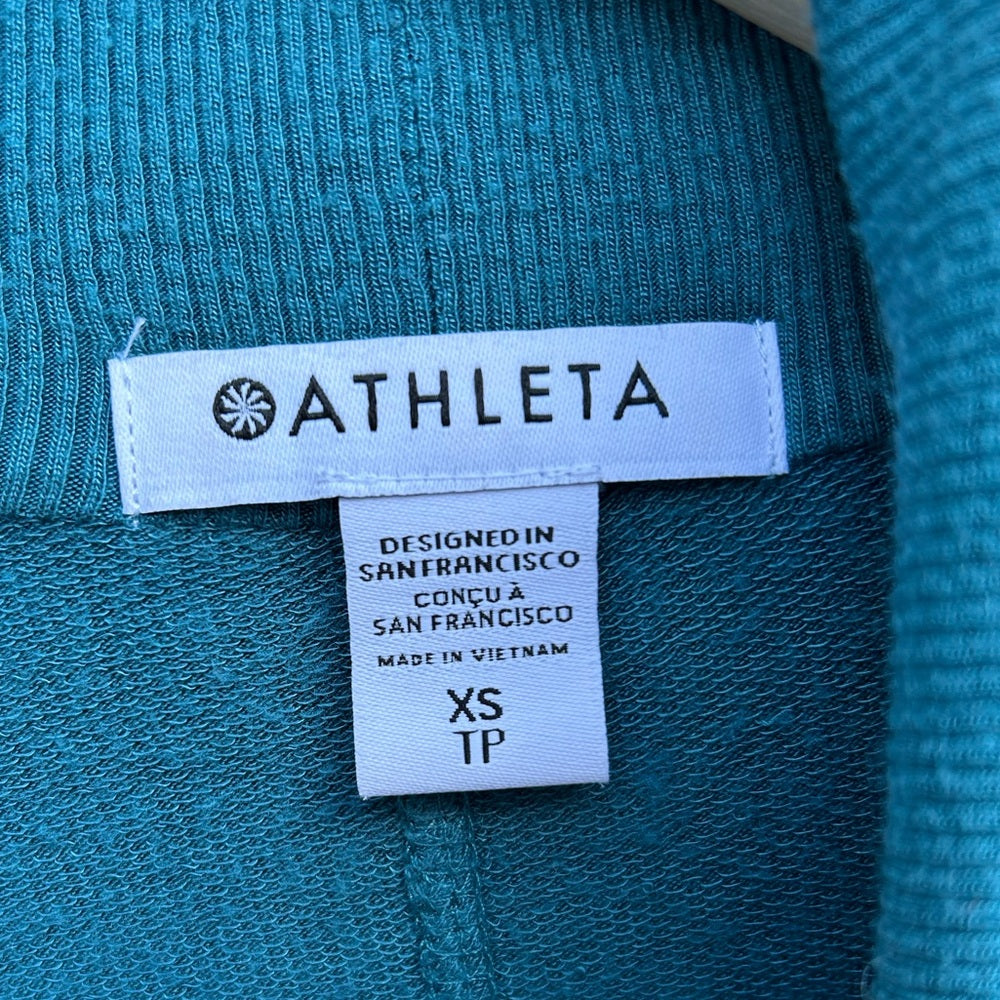 ATHLETA
DESIGNED IN
SAN FRANCISCO
CONÇU À
SAN FRANCISCO
MADE IN VIETNAM
XS
TP